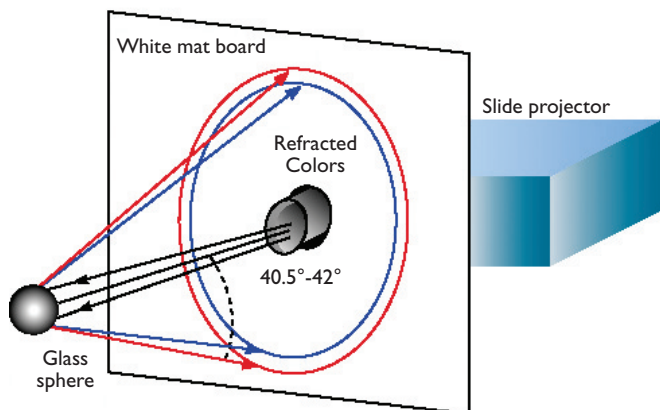 White mat board
Slide projector
Refracted
Colors
40.5°-42°
Glass
sphere